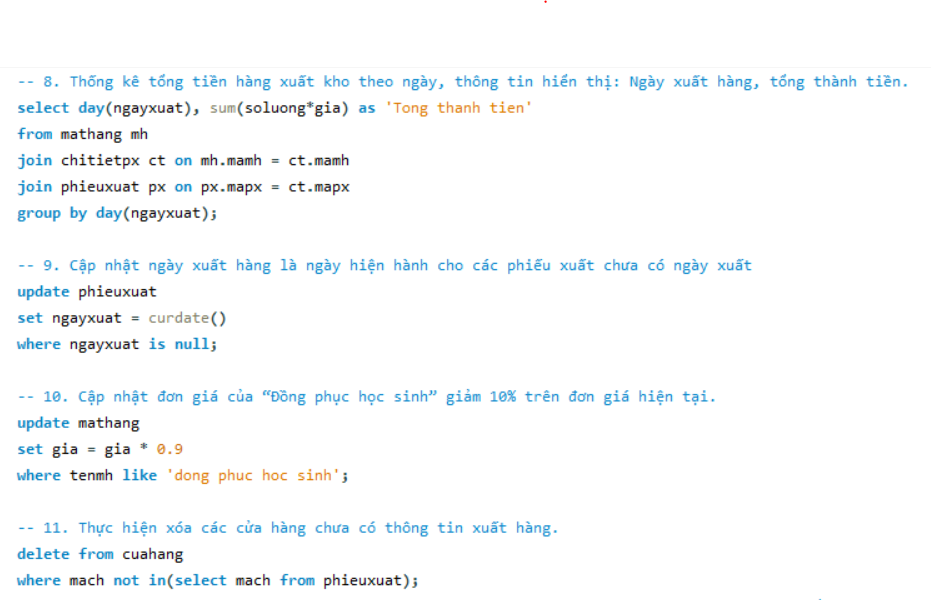 -- 8. Thống kê tổng tiền hàng xuất kho theo ngày, thông tin hiển thị: Ngày xuất hàng, tổng thành tiền.
select day(ngayxuat), sum(soluong*gia) as 'Tong thanh tien'
from mathang mh
join chitietpx ct on mh.mamh = ct.mamh
join phieuxuat px on px.mapx = ct.mapx
group by day(ngayxuat);
-- 9. Cập nhật ngày xuất hàng là ngày hiện hành cho các phiếu xuất chưa có ngày xuất
update phieuxuat
set ngayxuat = curdate()
where ngayxuat is null;
-- 10. Cập nhật đơn giá của “Đồng phục học sinh” giảm 10% trên đơn giá hiện tại.
update mathang
set gia = gia * 0.9
where tenmh like 'dong phuc hoc sinh';
-- 11. Thực hiện xóa các cửa hàng chưa có thông tin xuất hàng.
delete from cuahang
where mach not in(select mach from phieuxuat);